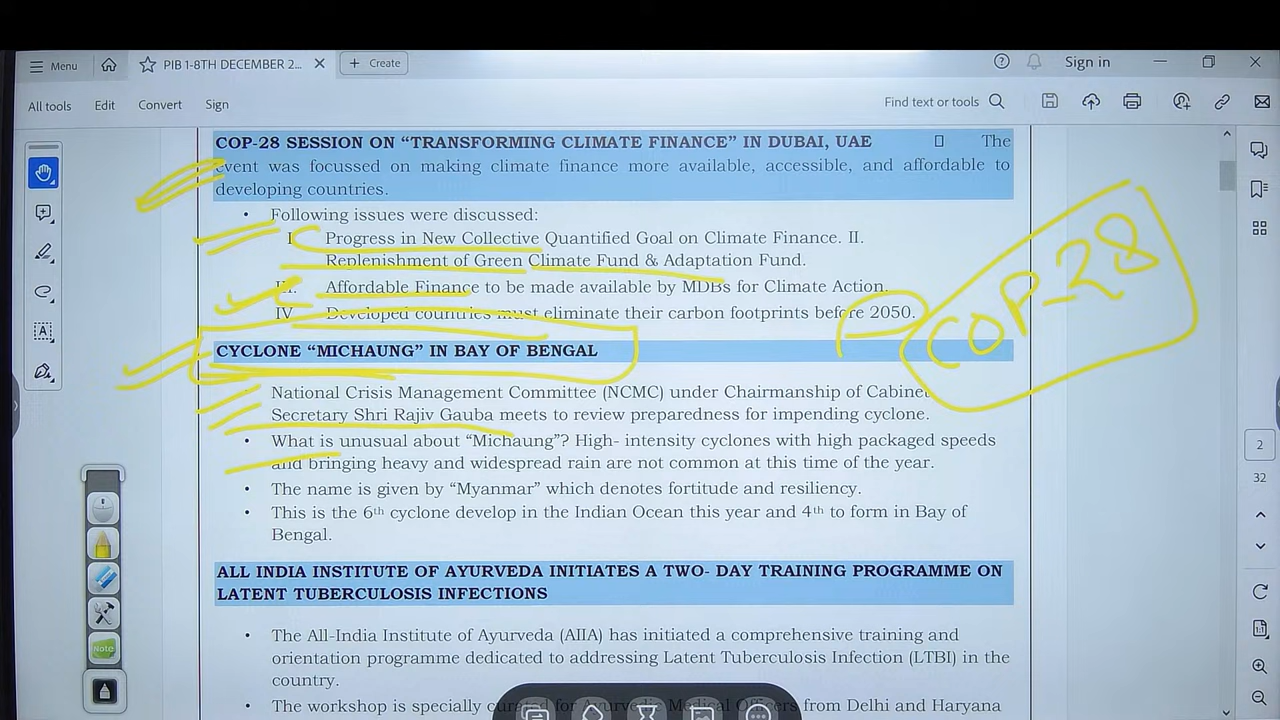 Menu
PIB 1-8TH DECEMBER 2...
Create
Sign in
All tools
Edit
Convert
Sign
Find text or tools
COP-28 SESSION ON “TRANSFORMING CLIMATE FINANCE” IN DUBAI, UAE The
event was focussed on making climate finance more available, accessible, and affordable to
developing countries.
• Following issues were discussed:
I. Progress in New Collective Quantified Goal on Climate Finance. II.
Replenishment of Green Climate Fund & Adaptation Fund.
III. Affordable Finance to be made available by MDBs for Climate Action.
IV Developed countries must eliminate their carbon footprints before 2050.
COP-28
CYCLONE “MICHAUNG” IN BAY OF BENGAL
National Crisis Management Committee (NCMC) under Chairmanship of Cabinet
Secretary Shri Rajiv Gauba meets to review preparedness for impending cyclone.
• What is unusual about “Michaung”? High- intensity cyclones with high packaged speeds
and bringing heavy and widespread rain are not common at this time of the year.
• The name is given by “Myanmar” which denotes fortitude and resiliency.
• This is the 6th cyclone develop in the Indian Ocean this year and 4th to form in Bay of
Bengal.
2
32
ALL INDIA INSTITUTE OF AYURVEDA INITIATES A TWO- DAY TRAINING PROGRAMME ON
LATENT TUBERCULOSIS INFECTIONS
• The All-India Institute of Ayurveda (AIIA) has initiated a comprehensive training and
orientation programme dedicated to addressing Latent Tuberculosis Infection (LTBI) in the
country.
• The workshop is specially curated for Ayurvedic Medical Officers from Delhi and Haryana
Note